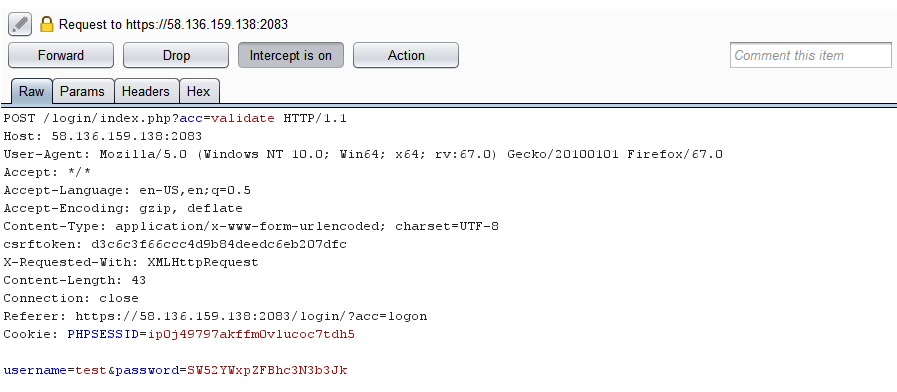 Request to https://58.136.159.138:2083
Forward Drop Intercept is on Action Comment this item
Raw Params Headers Hex
POST /login/index.php?acc=validate HTTP/1.1
Host: 58.136.159.138:2083
User-Agent: Mozilla/5.0 (Windows NT 10.0; Win64; x64; rv:67.0) Gecko/20100101 Firefox/67.0
Accept: */*
Accept-Language: en-US,en;q=0.5
Accept-Encoding: gzip, deflate
Content-Type: application/x-www-form-urlencoded; charset=UTF-8
csrftoken: d3c6c3f66ccc4d9b84deedc6eb207dfc
X-Requested-With: XMLHttpRequest
Content-Length: 43
Connection: close
Referer: https://58.136.159.138:2083/login/?acc=logon
Cookie: PHPSESSID=ip0j49797akffm0vlucoc7tdh5
username=test&password=SW52YWxpZFBhc3N3b3Jk